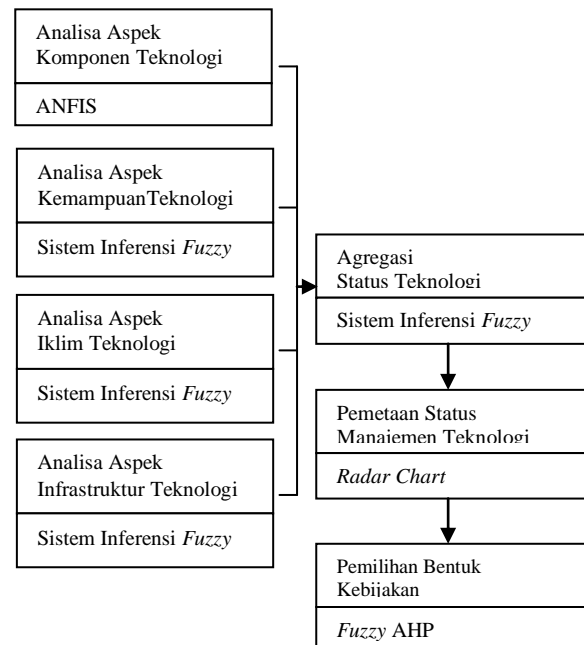 Analisa Aspek
Komponen Teknologi
ANFIS
Analisa Aspek
KemampuanTeknologi
Sistem Inferensi Fuzzy
Analisa Aspek
Iklim Teknologi
Sistem Inferensi Fuzzy
Analisa Aspek
Infrastruktur Teknologi
Sistem Inferensi Fuzzy
Agregasi
Status Teknologi
Sistem Inferensi Fuzzy
Pemetaan Status
Manajemen Teknologi
Radar Chart
Pemilihan Bentuk
Kebijakan
Fuzzy AHP